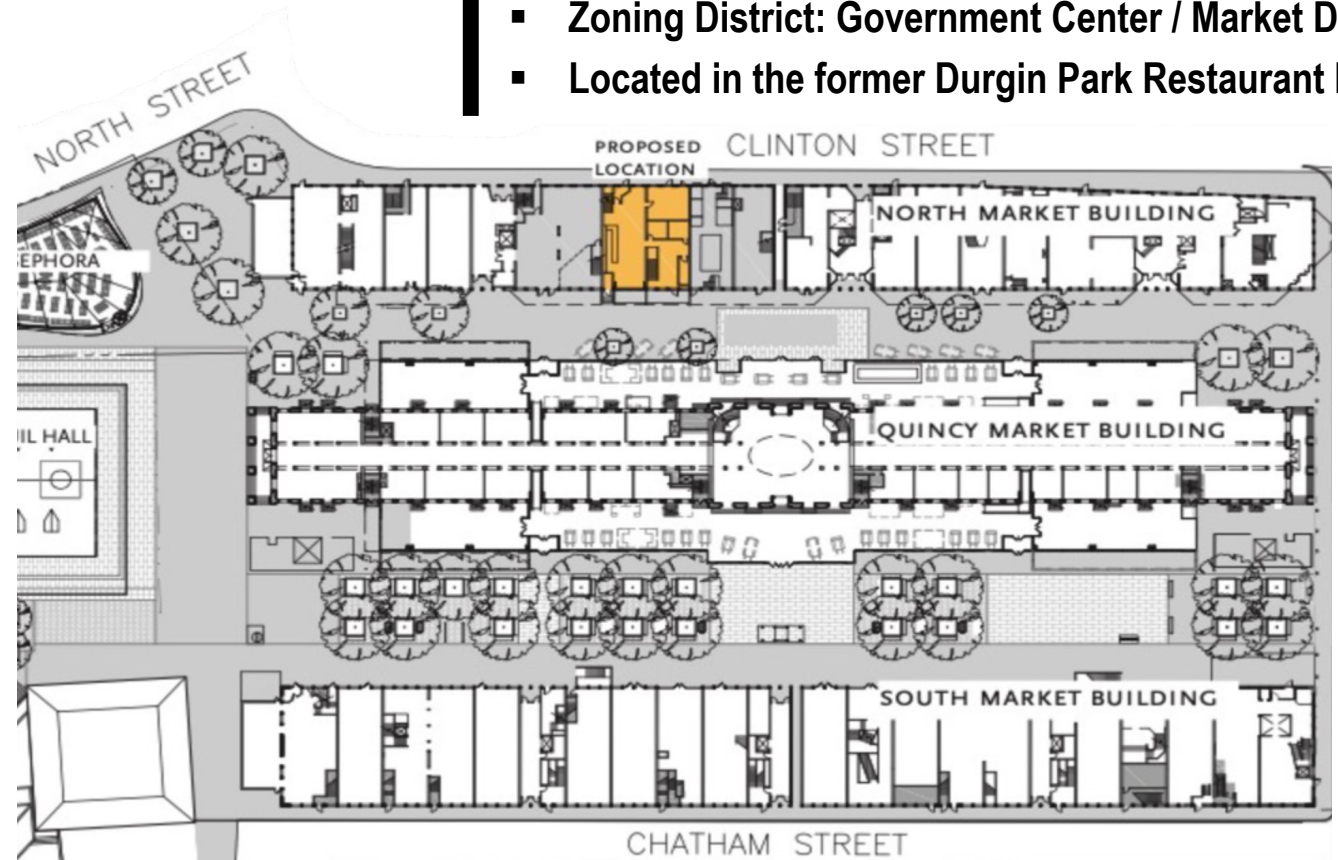 ▪ Zoning District: Government Center / Market D
▪ Located in the former Durgin Park Restaurant
NORTH STREET
PROPOSED
LOCATION
CLINTON STREET
NORTH MARKET BUILDING
SEPHORA
QUINCY MARKET BUILDING
IL HALL
SOUTH MARKET BUILDING
CHATHAM STREET